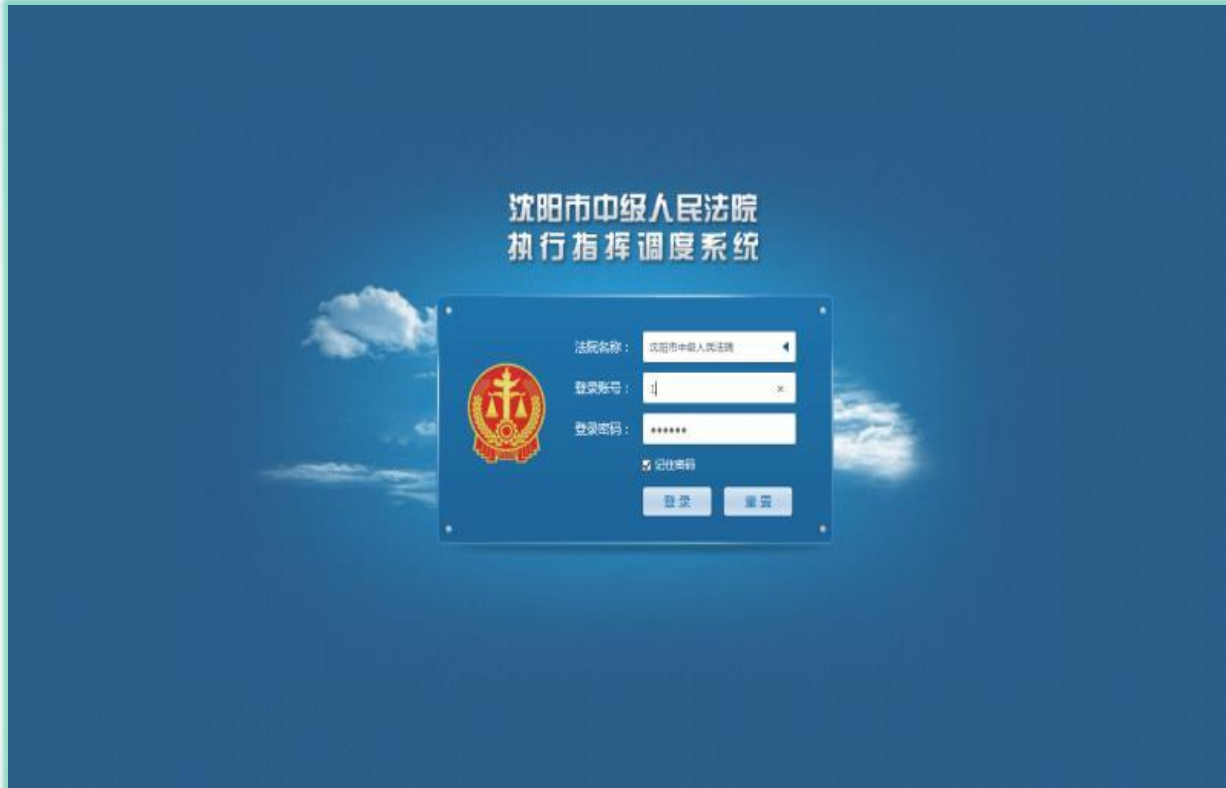 沈阳市中级人民法院
执行指挥调度系统
法院名称： 沈阳市中级人民法院
登录账号： 1
登录密码： ******
记住密码
登录 重置